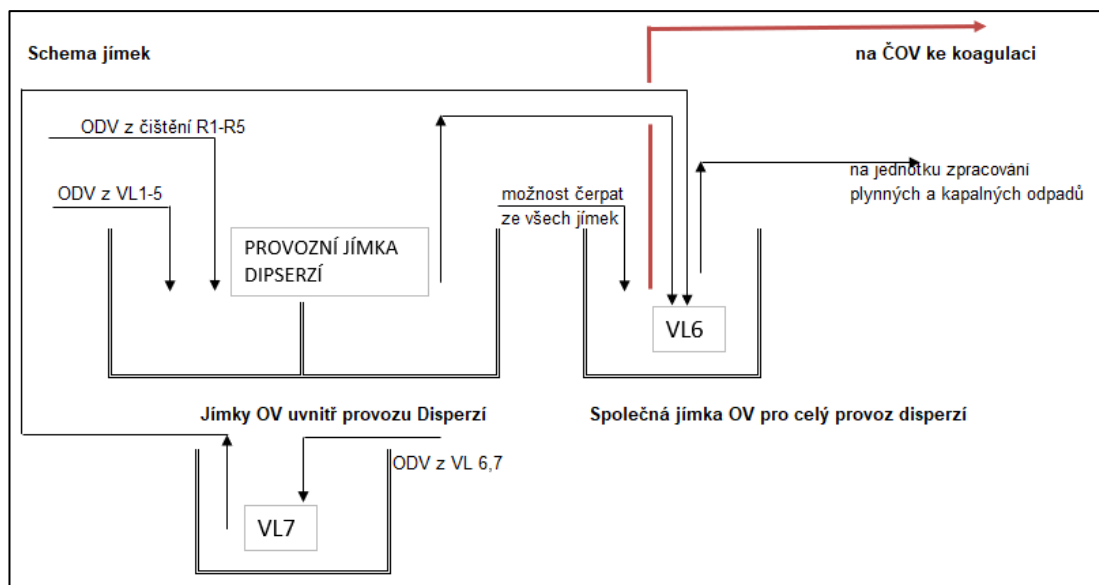 Schema jímek
na ČOV ke koagulaci
ODV z čištění R1-R5
ODV z VL1-5
možnost čerpat
ze všech jímek
na jednotku zpracování
plynných a kapalných odpadů
PROVOZNÍ JÍMKA
DIPSERZÍ
VL6
Jímky OV uvnitř provozu Disperzí
Společná jímka OV pro celý provoz disperzí
ODV z VL 6,7
VL7